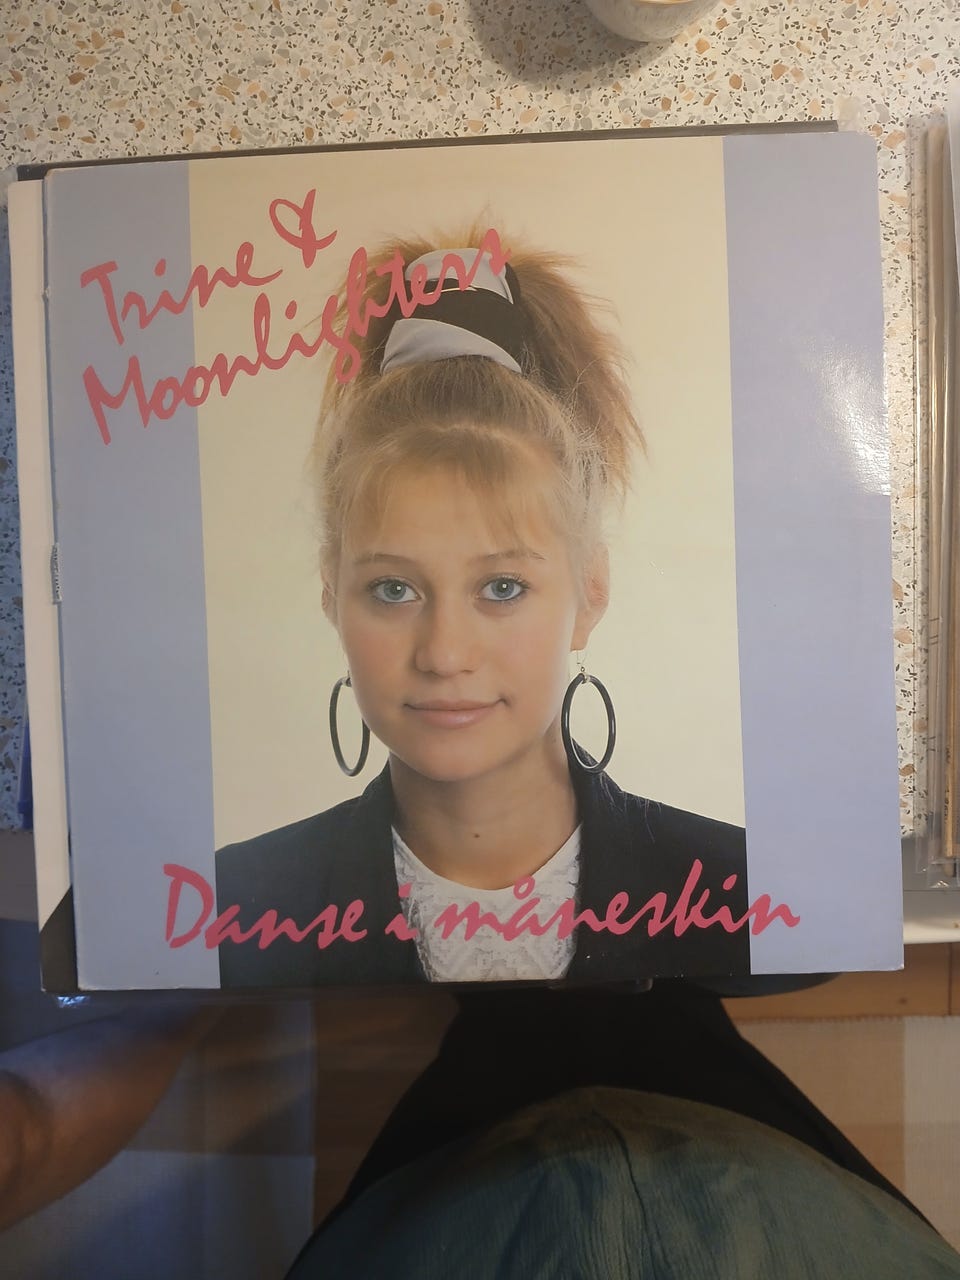 Trine &
Moonlighters
Danse i måneskin